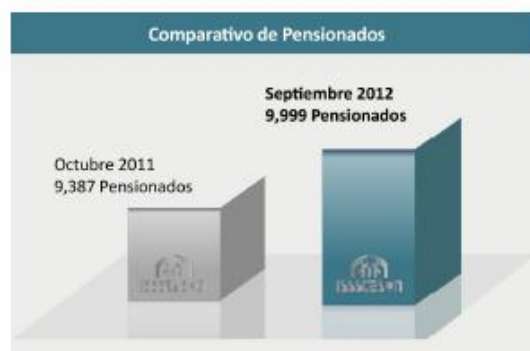 Comparativo de Pensionados
Septiembre 2012
9,999 Pensionados
Octubre 2011
9,387 Pensionados